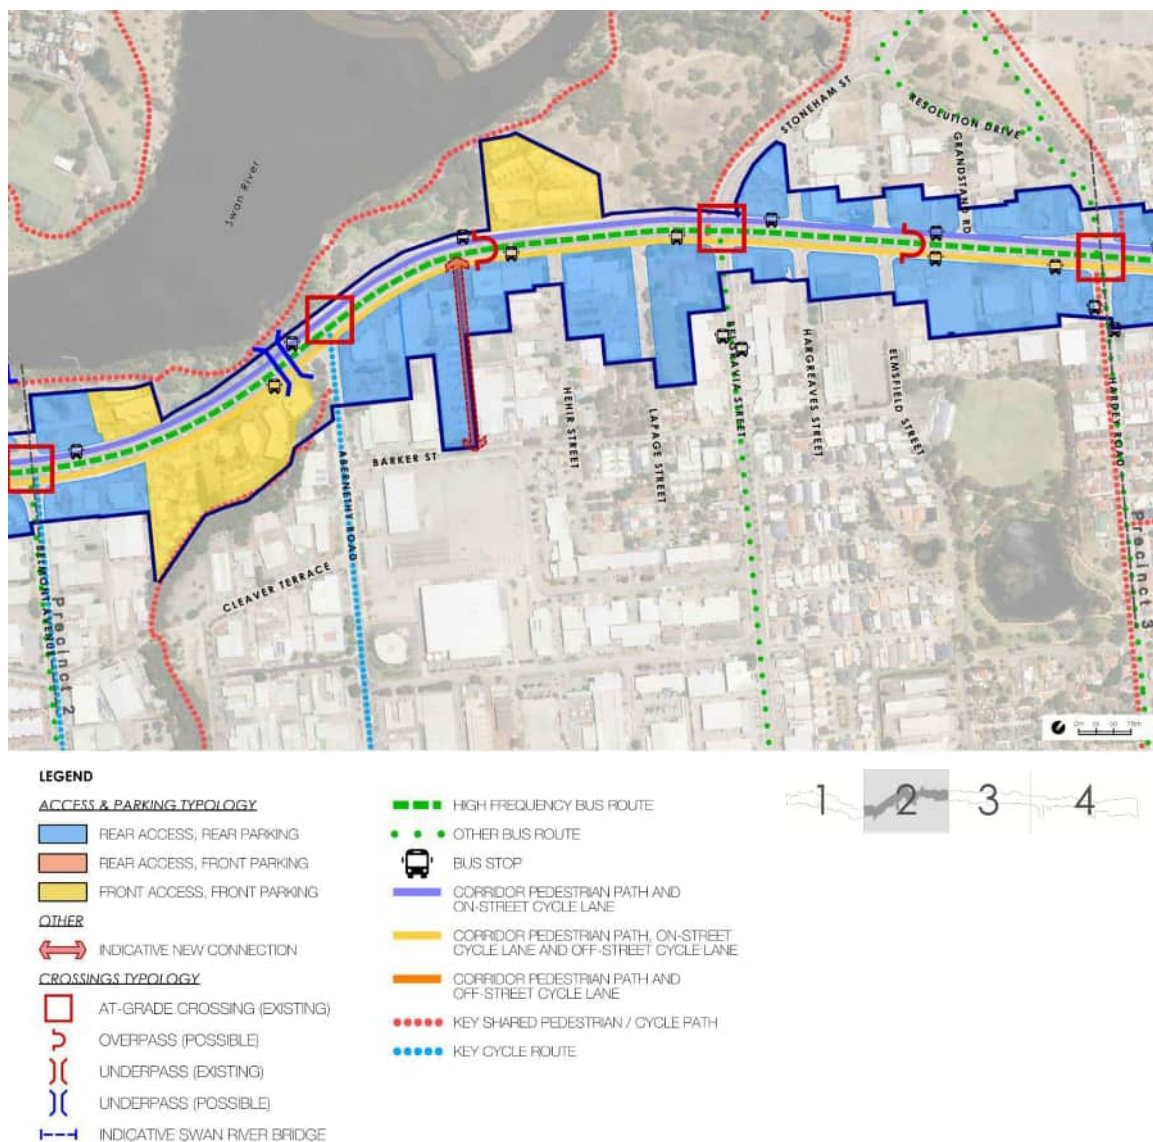 STONEHAM ST
RESOLUTION DRIVE
GRANDSTAND RD
Swan River
BELGRAVIA STREET
HARGREAVES STREET
ELMSFIELD STREET
HEHIR STREET
LAPAGE STREET
HARDEY ROAD
BARKER ST
ABERNETHY ROAD
CLEAVER TERRACE
BELMONT AVENUE
Precinct 2
Precinct 3
0m
75m
LEGEND
ACCESS & PARKING TYPOLOGY
REAR ACCESS, REAR PARKING
REAR ACCESS, FRONT PARKING
FRONT ACCESS, FRONT PARKING
OTHER
INDICATIVE NEW CONNECTION
CROSSINGS TYPOLOGY
AT-GRADE CROSSING (EXISTING)
OVERPASS (POSSIBLE)
UNDERPASS (EXISTING)
UNDERPASS (POSSIBLE)
INDICATIVE SWAN RIVER BRIDGE
HIGH FREQUENCY BUS ROUTE
OTHER BUS ROUTE
BUS STOP
CORRIDOR PEDESTRIAN PATH AND
ON-STREET CYCLE LANE
CORRIDOR PEDESTRIAN PATH, ON-STREET
CYCLE LANE AND OFF-STREET CYCLE LANE
CORRIDOR PEDESTRIAN PATH AND
OFF-STREET CYCLE LANE
KEY SHARED PEDESTRIAN / CYCLE PATH
KEY CYCLE ROUTE
1 2 3 4